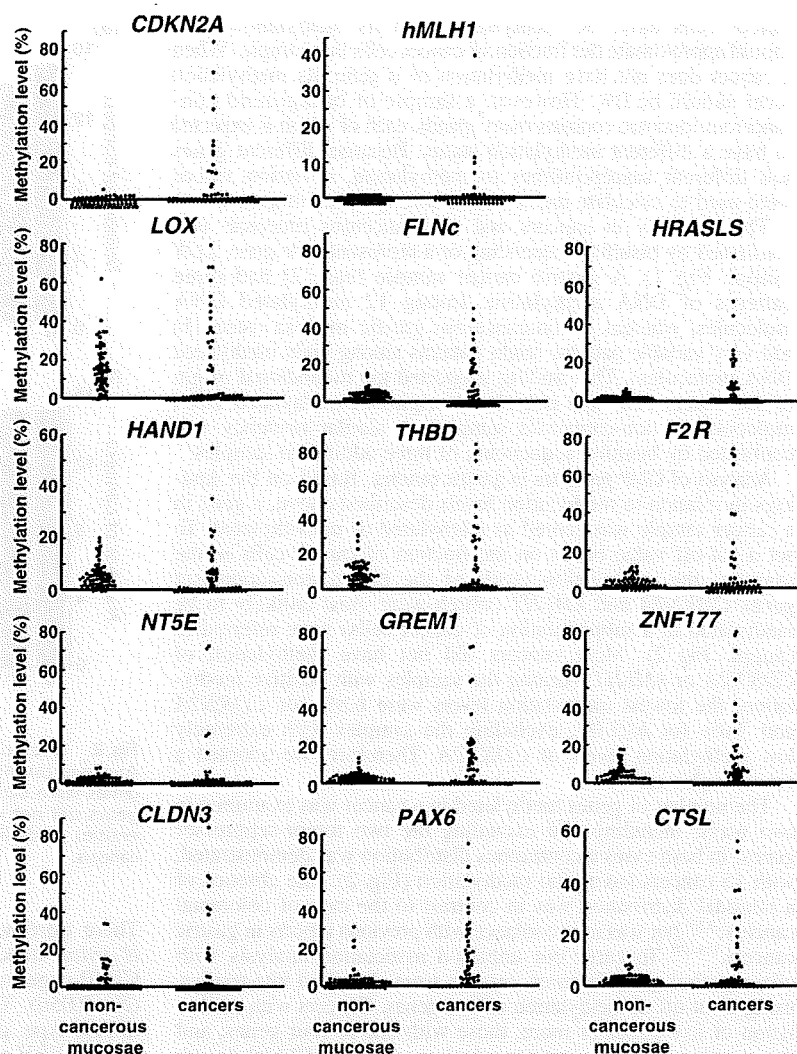 CDKN2A
hMLH1
Methylation level (%)
80
60
40
20
0
40
30
20
10
0
LOX
FLNc
HRASLS
Methylation level (%)
80
60
40
20
0
80
60
40
20
0
80
60
40
20
0
HAND1
THBD
F2R
Methylation level (%)
60
40
20
0
80
60
40
20
0
80
60
40
20
0
NT5E
GREM1
ZNF177
Methylation level (%)
80
60
40
20
0
80
60
40
20
0
80
60
40
20
0
CLDN3
PAX6
CTSL
Methylation level (%)
80
60
40
20
0
80
60
40
20
0
60
40
20
0
non-
cancerous
mucosae
cancers
non-
cancerous
mucosae
cancers
non-
cancerous
mucosae
cancers